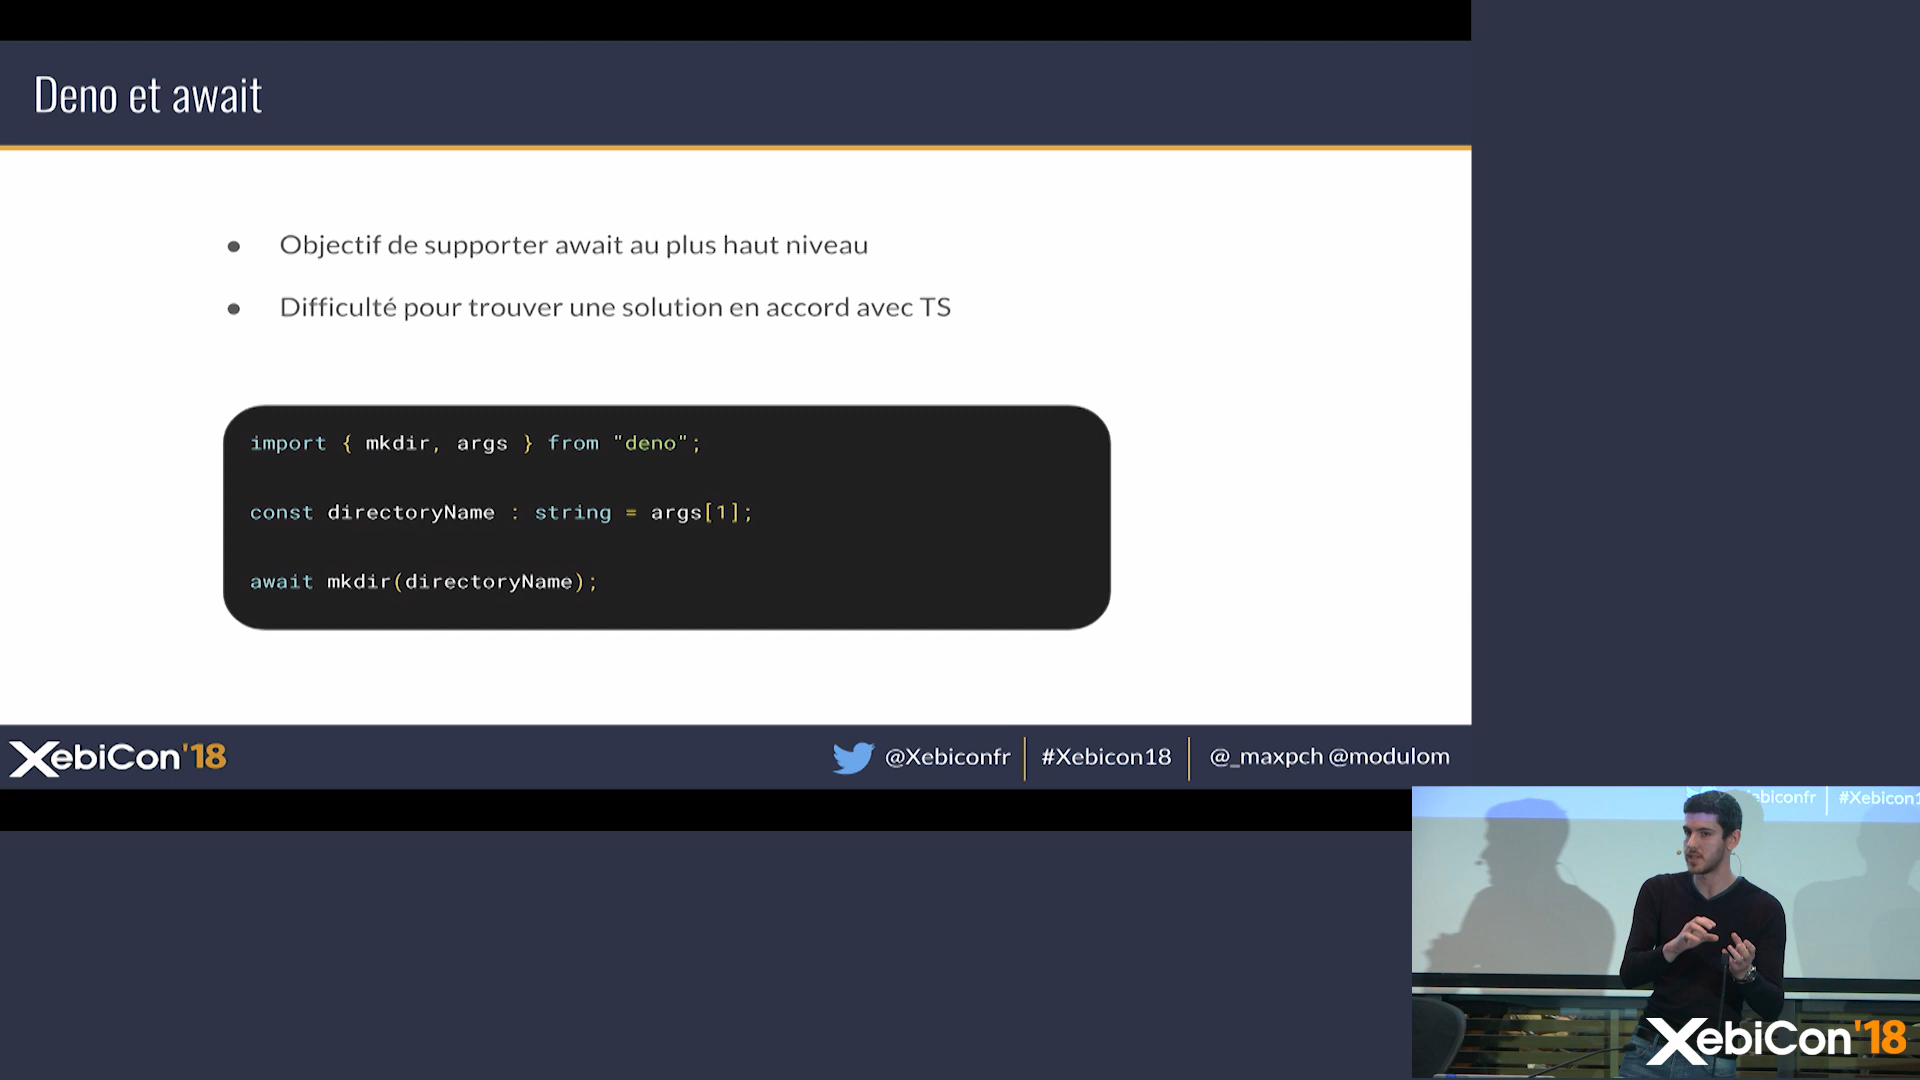 Deno et await
● Objectif de supporter await au plus haut niveau
● Difficulté pour trouver une solution en accord avec TS
import { mkdir, args } from "deno";
const directoryName : string = args[1];
await mkdir(directoryName);
XebiCon'18
@Xebiconfr
#Xebicon18
@_maxpch @modulom
ebiconfr
#Xebicon1
XebiCon'18